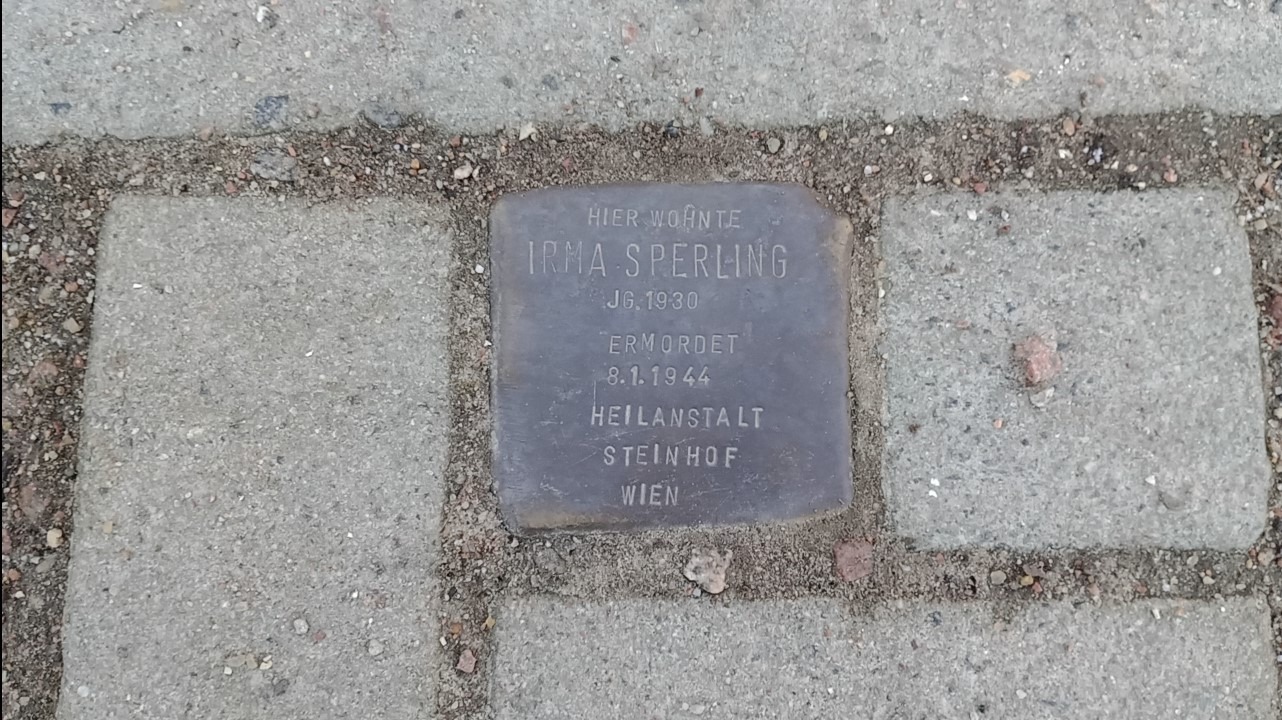 HIER WOHNTE
IRMA SPERLING
JG. 1930
ERMORDET
8.1.1944
HEILANSTALT
STEINHOF
WIEN